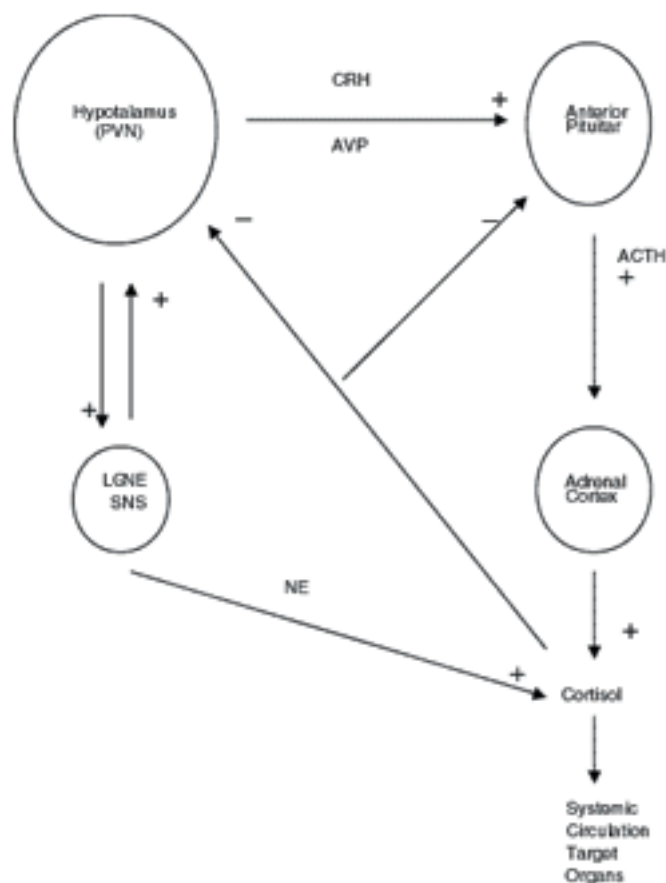 CRH
Hypotalamus
(PVN)
+
Anterior
Pituitar
AVP
−
−
ACTH
+
+
+
LGNE
SNS
Adrenal
Cortex
NE
+
+
Cortisol
Systemic
Circulation
Target
Organs